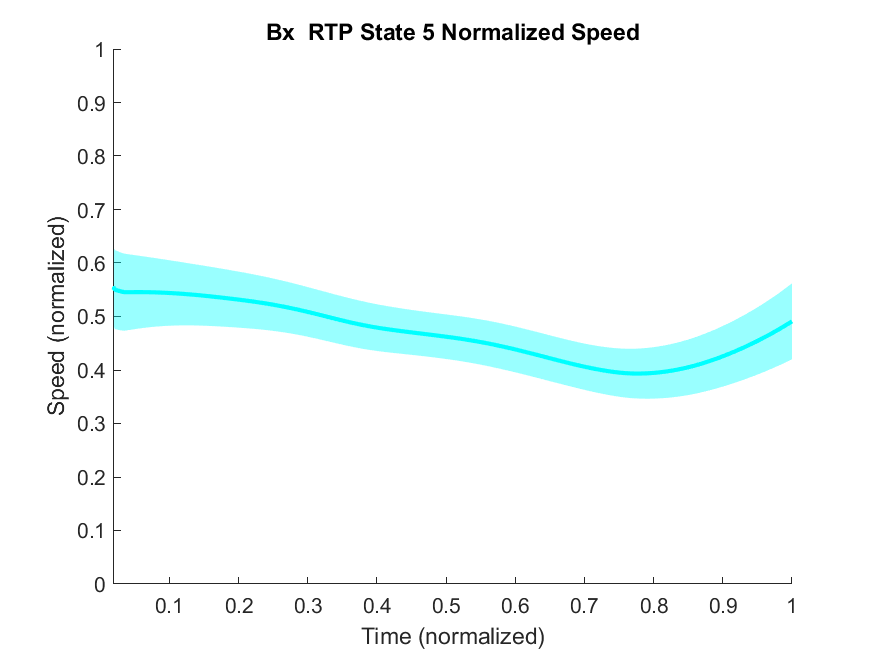 Bx  RTP State 5 Normalized Speed
1
0.9
0.8
0.7
0.6
0.5
0.4
0.3
0.2
0.1
0
Speed (normalized)
0.1 0.2 0.3 0.4 0.5 0.6 0.7 0.8 0.9 1
Time (normalized)